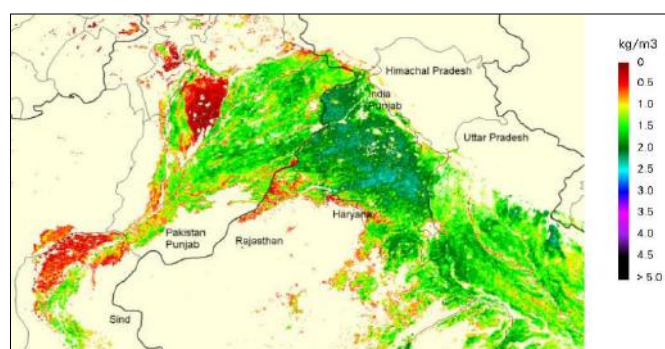 kg/m3
0
0.5
1.0
1.5
2.0
2.5
3.0
3.5
4.0
4.5
> 5.0
Himachal Pradesh
India
Punjab
Uttar Pradesh
Haryana
Pakistan
Punjab
Rajasthan
Sind